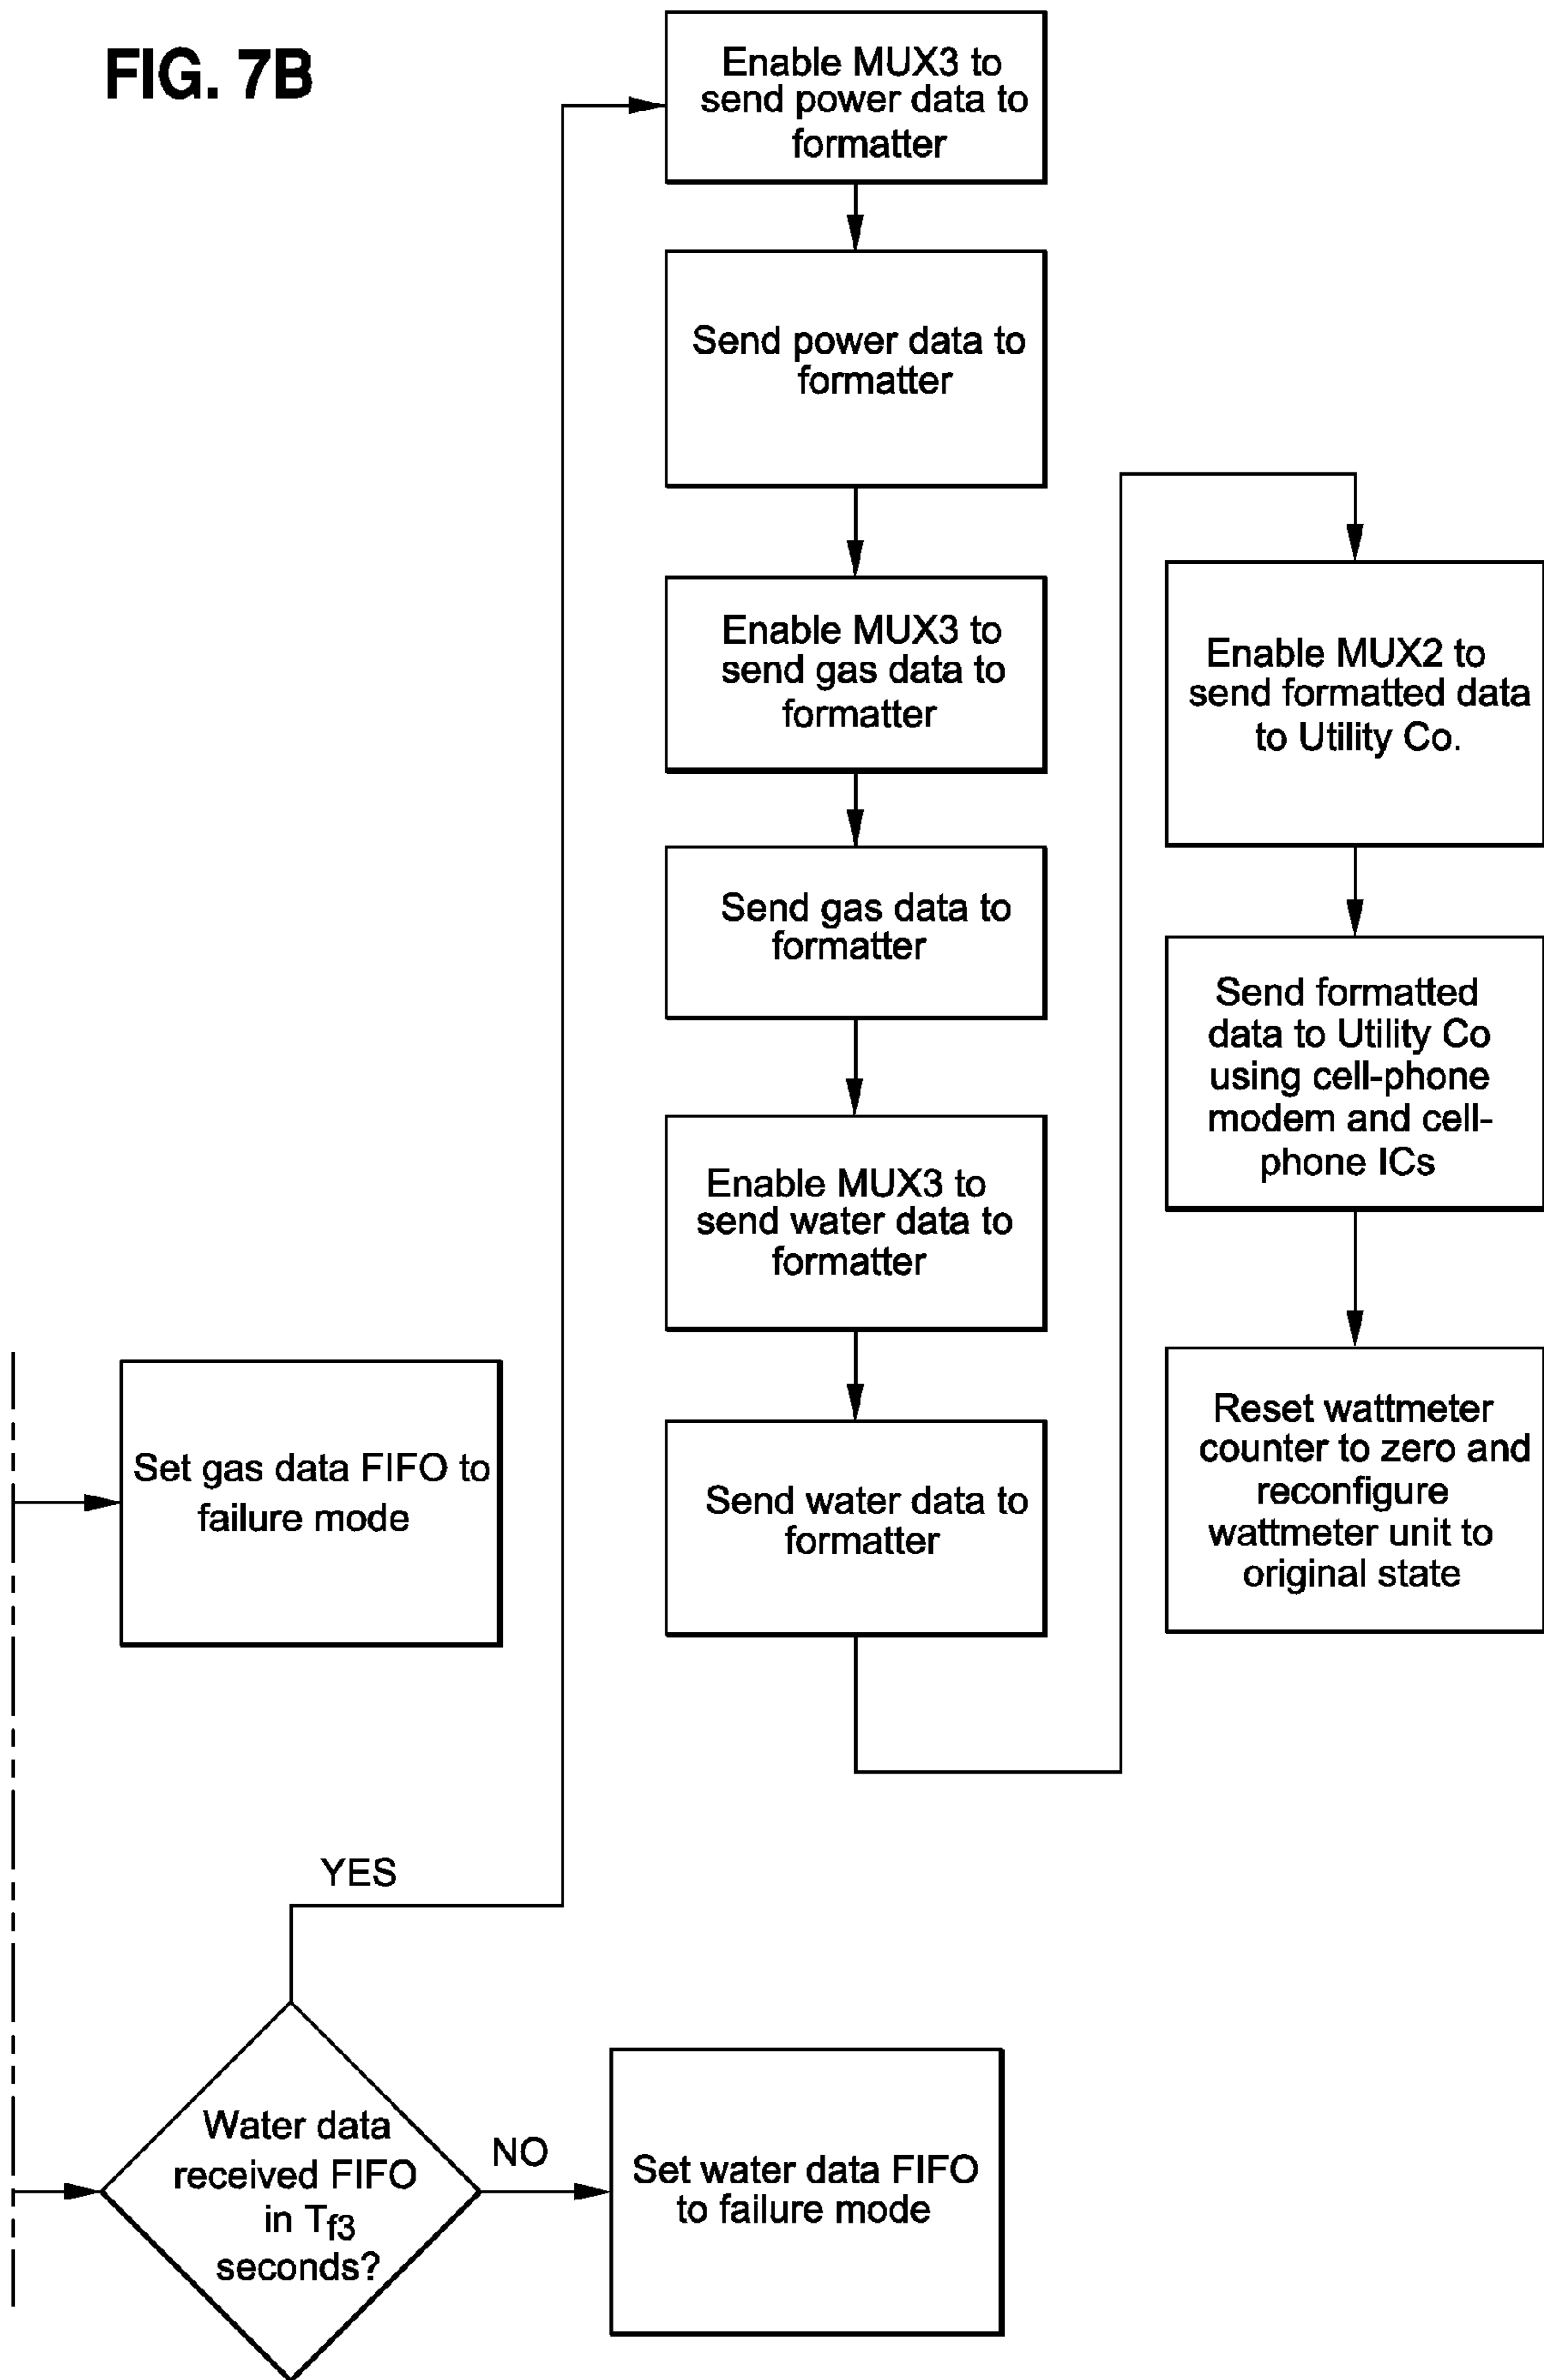 FIG. 7B
Enable MUX3 to
send power data to
formatter
Send power data to
formatter
Enable MUX3 to
send gas data to
formatter
Send gas data to
formatter
Enable MUX3 to
send water data to
formatter
Send water data to
formatter
Enable MUX2 to
send formatted data
to Utility Co.
Send formatted
data to Utility Co
using cell-phone
modem and cell-
phone ICs
Reset wattmeter
counter to zero and
reconfigure
wattmeter unit to
original state
Set gas data FIFO to
failure mode
YES
Water data
received FIFO
in Tf3
seconds?
NO
Set water data FIFO
to failure mode